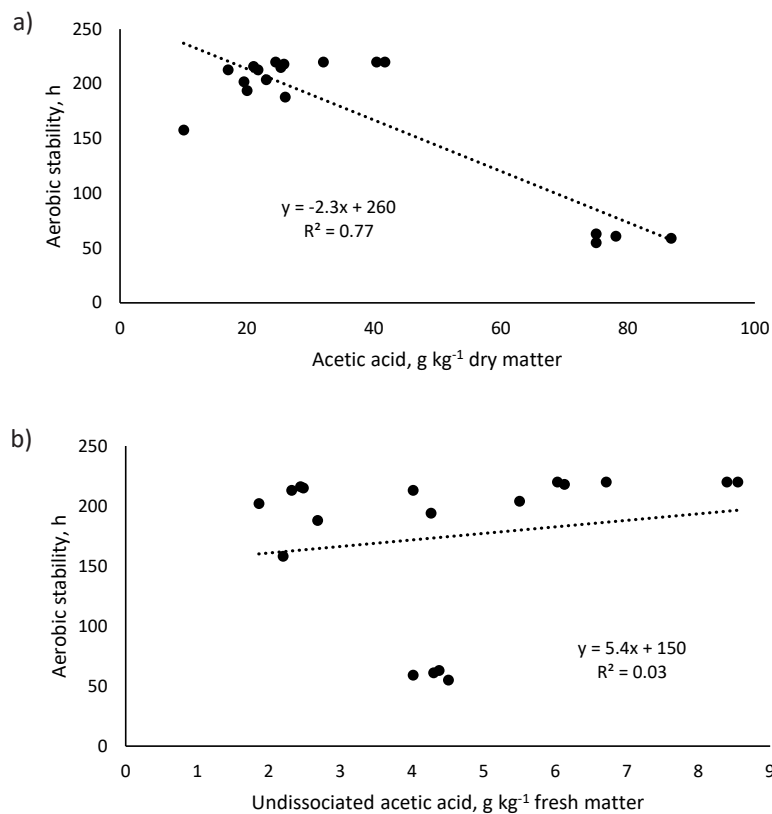 a)
250
200
150
100
50
0
Aerobic stability, h
y = -2.3x + 260
R² = 0.77
0 20 40 60 80 100
Acetic acid, g kg⁻¹ dry matter
b)
250
200
150
100
50
0
Aerobic stability, h
y = 5.4x + 150
R² = 0.03
0 1 2 3 4 5 6 7 8 9
Undissociated acetic acid, g kg⁻¹ fresh matter